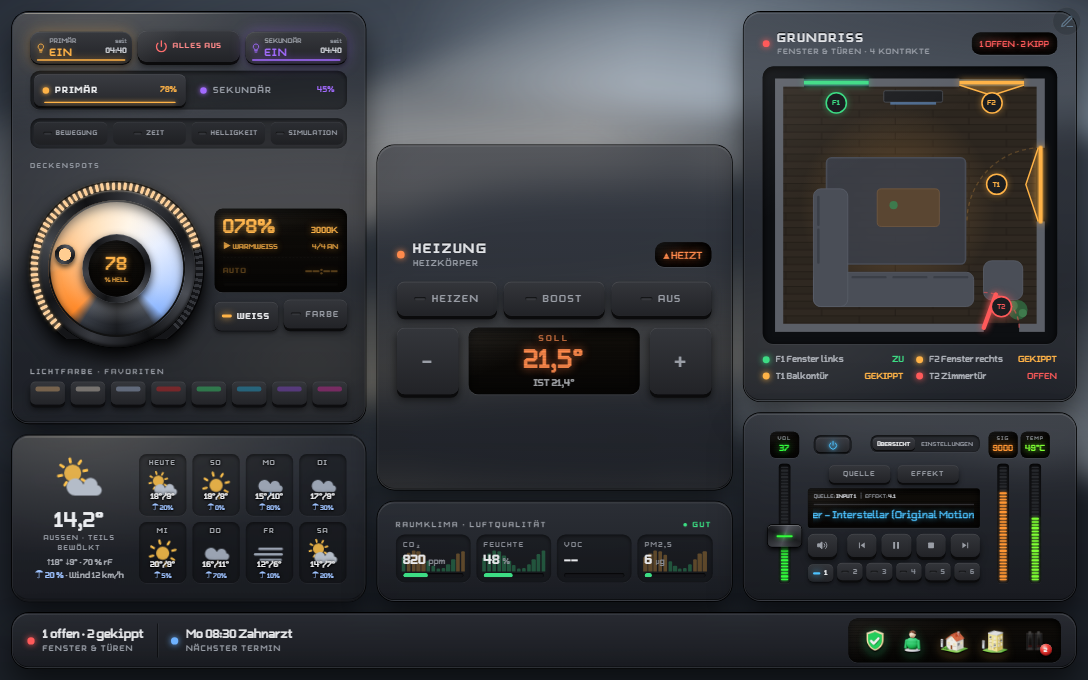 PRIMÄR seit
EIN 04:40
ALLES AUS
SEKUNDÄR seit
EIN 04:40
PRIMÄR 78%
SEKUNDÄR 45%
BEWEGUNG
ZEIT
HELLIGKEIT
SIMULATION
DECKENSPOTS
78
% HELL
078% 3000K
▶ WARMWEISS 4/4 AN
AUTO --:--
WEISS
FARBE
LICHTFARBE · FAVORITEN
14,2°
AUSSEN · TEILS
BEWÖLKT
↑18° ↓8° · 70 % rF
☂ 20 % · Wind 12 km/h
HEUTE
18°/8°
☂ 20%
SO
19°/8°
☂ 0%
MO
15°/10°
☂ 80%
DI
17°/9°
☂ 30%
MI
20°/9°
☂ 5%
DO
16°/11°
☂ 70%
FR
12°/6°
☂ 10%
SA
14°/7°
☂ 20%
HEIZUNG
HEIZKÖRPER
▲HEIZT
HEIZEN
BOOST
AUS
−
SOLL
21,5°
IST 21,4°
+
RAUMKLIMA · LUFTQUALITÄT
● GUT
CO₂
820 ppm
FEUCHTE
48 %
VOC
--
PM2,5
6 µg
GRUNDRISS
FENSTER & TÜREN · 4 KONTAKTE
1 OFFEN · 2 KIPP
F1
F2
T1
T2
F1 Fenster links ZU
F2 Fenster rechts GEKIPPT
T1 Balkontür GEKIPPT
T2 Zimmertür OFFEN
VOL
37
ÜBERSICHT
EINSTELLUNGEN
EIG
9000
TEMP
49°C
QUELLE
EFFEKT
QUELLE: INPUT 1 | EFFEKT: 4.1
er – Interstellar (Original Motion
1
2
3
4
5
6
1 offen · 2 gekippt
FENSTER & TÜREN
Mo 08:30 Zahnarzt
NÄCHSTER TERMIN
2